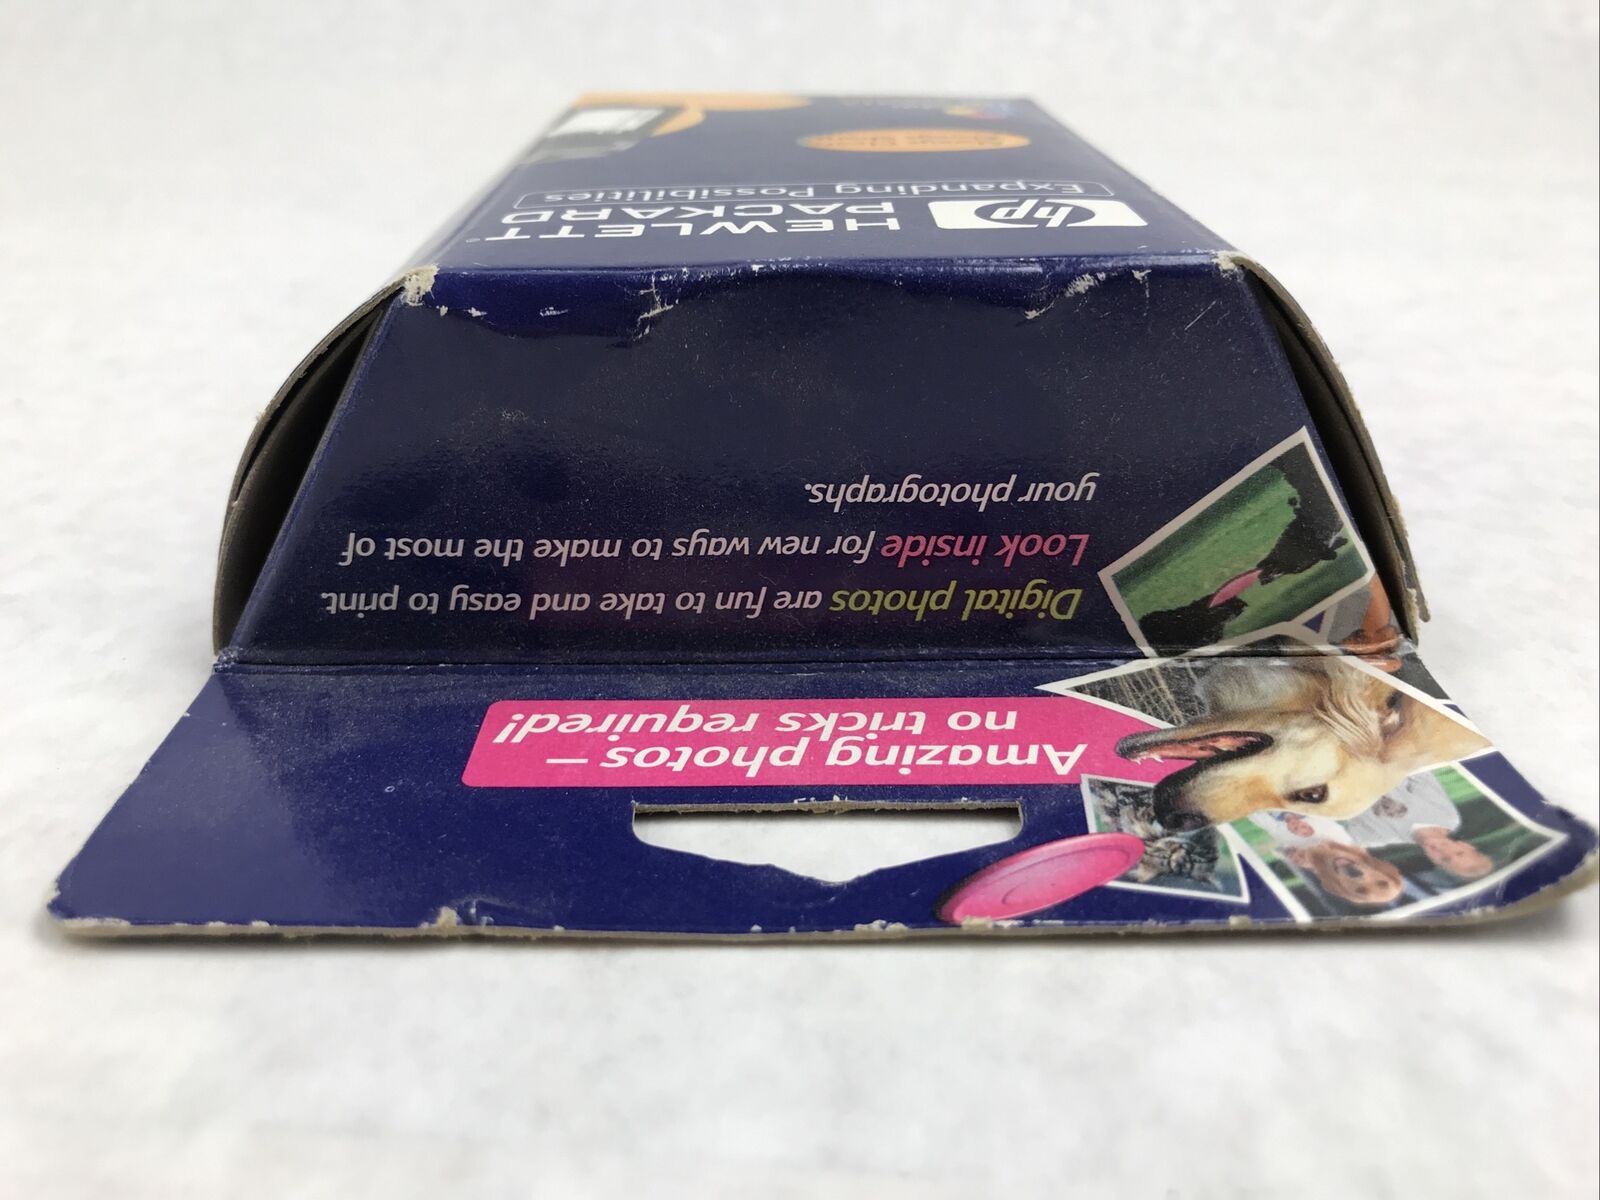 Amazing photos –
no tricks required!
Digital photos are fun to take and easy to print.
Look inside for new ways to make the most of
your photographs.
hp
HEWLETT®
PACKARD
Expanding Possibilities